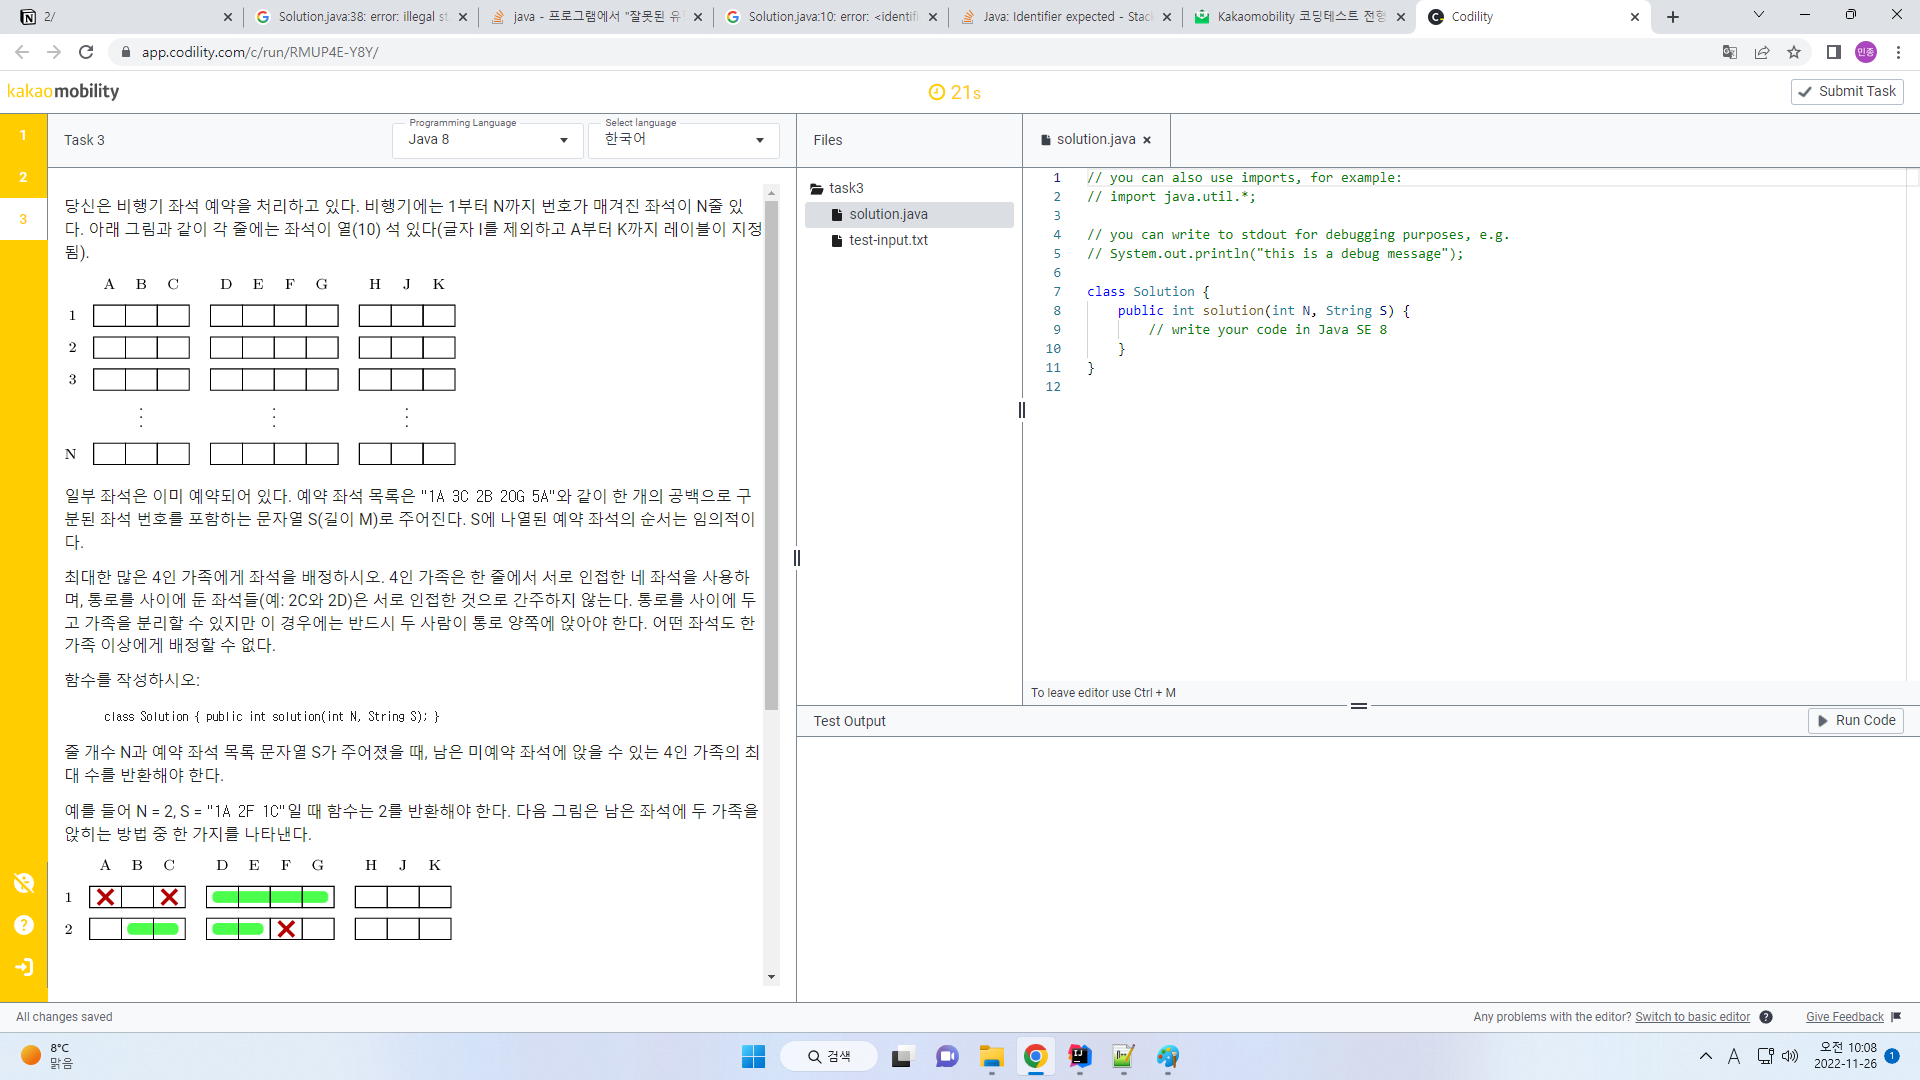 2/
Solution.java:38: error: illegal st
java - 프로그램에서 "잘못된 유
Solution.java:10: error: <identifi
Java: Identifier expected - Stack
Kakaomobility 코딩테스트 전형
Codility
app.codility.com/c/run/RMUP4E-Y8Y/
민종
kakaomobility
21s
Submit Task
1
2
3
Task 3
Programming Language
Java 8
Select language
한국어
당신은 비행기 좌석 예약을 처리하고 있다. 비행기에는 1부터 N까지 번호가 매겨진 좌석이 N줄 있
다. 아래 그림과 같이 각 줄에는 좌석이 열(10) 석 있다(글자 I를 제외하고 A부터 K까지 레이블이 지정
됨).
A B C D E F G H J K
1
2
3
N
일부 좌석은 이미 예약되어 있다. 예약 좌석 목록은 "1A 3C 2B 20G 5A"와 같이 한 개의 공백으로 구
분된 좌석 번호를 포함하는 문자열 S(길이 M)로 주어진다. S에 나열된 예약 좌석의 순서는 임의적이
다.
최대한 많은 4인 가족에게 좌석을 배정하시오. 4인 가족은 한 줄에서 서로 인접한 네 좌석을 사용하
며, 통로를 사이에 둔 좌석들(예: 2C와 2D)은 서로 인접한 것으로 간주하지 않는다. 통로를 사이에 두
고 가족을 분리할 수 있지만 이 경우에는 반드시 두 사람이 통로 양쪽에 앉아야 한다. 어떤 좌석도 한
가족 이상에게 배정할 수 없다.
함수를 작성하시오:
class Solution { public int solution(int N, String S); }
줄 개수 N과 예약 좌석 목록 문자열 S가 주어졌을 때, 남은 미예약 좌석에 앉을 수 있는 4인 가족의 최
대 수를 반환해야 한다.
예를 들어 N = 2, S = "1A 2F 1C"일 때 함수는 2를 반환해야 한다. 다음 그림은 남은 좌석에 두 가족을
앉히는 방법 중 한 가지를 나타낸다.
A B C D E F G H J K
1
2
Files
task3
solution.java
test-input.txt
solution.java
1 // you can also use imports, for example:
2 // import java.util.*;
3
4 // you can write to stdout for debugging purposes, e.g.
5 // System.out.println("this is a debug message");
6
7 class Solution {
8 public int solution(int N, String S) {
9 // write your code in Java SE 8
10 }
11 }
12
To leave editor use Ctrl + M
Test Output
Run Code
All changes saved
Any problems with the editor? Switch to basic editor
Give Feedback
8°C
맑음
검색
A
오전 10:08
2022-11-26
1